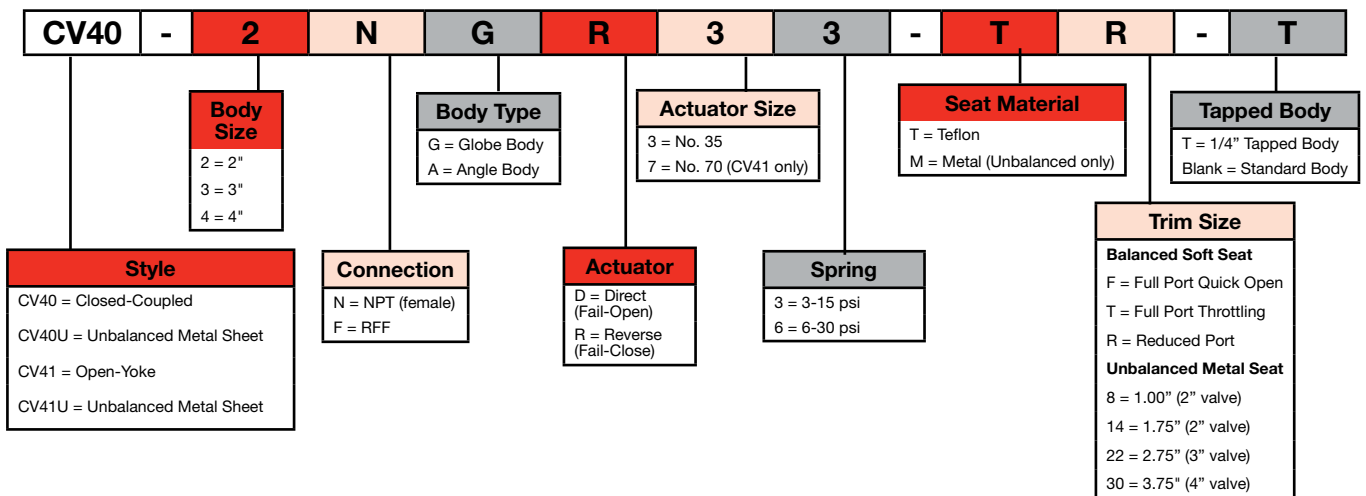 CV40 - 2 N G R 3 3 - T R - T
Body
Size
2 = 2"
3 = 3"
4 = 4"
Body Type
G = Globe Body
A = Angle Body
Actuator Size
3 = No. 35
7 = No. 70 (CV41 only)
Seat Material
T = Teflon
M = Metal (Unbalanced only)
Tapped Body
T = 1/4” Tapped Body
Blank = Standard Body
Style
CV40 = Closed-Coupled
CV40U = Unbalanced Metal Sheet
CV41 = Open-Yoke
CV41U = Unbalanced Metal Sheet
Connection
N = NPT (female)
F = RFF
Actuator
D = Direct
(Fail-Open)
R = Reverse
(Fail-Close)
Spring
3 = 3-15 psi
6 = 6-30 psi
Trim Size
Balanced Soft Seat
F = Full Port Quick Open
T = Full Port Throttling
R = Reduced Port
Unbalanced Metal Seat
8 = 1.00” (2” valve)
14 = 1.75” (2” valve)
22 = 2.75” (3” valve)
30 = 3.75" (4” valve)